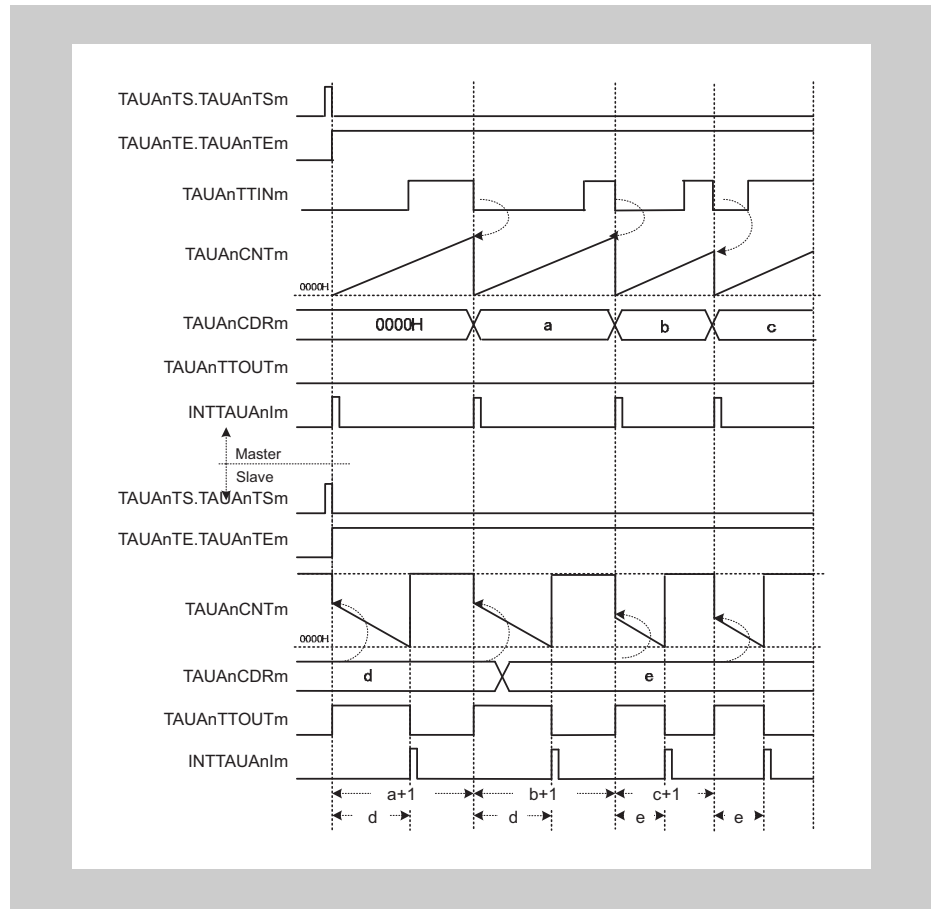 TAUAnTS.TAUAnTSm
TAUAnTE.TAUAnTEm
TAUAnTTINm
TAUAnCNTm
0000H
TAUAnCDRm
0000H a b c
TAUAnTTOUTm
INTTAUAnIm
Master
Slave
TAUAnTS.TAUAnTSm
TAUAnTE.TAUAnTEm
TAUAnCNTm
0000H
TAUAnCDRm
d e
TAUAnTTOUTm
INTTAUAnIm
a+1 b+1 c+1
d d e e